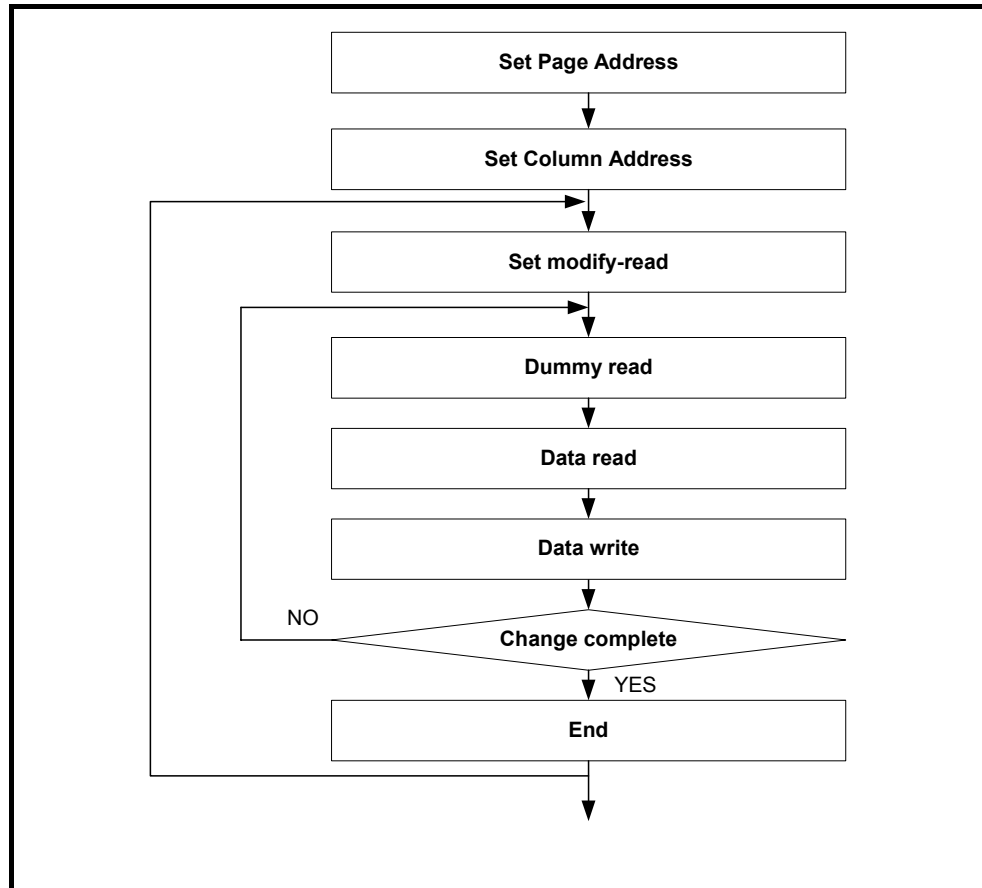 Set Page Address
Set Column Address
Set modify-read
Dummy read
Data read
Data write
NO
Change complete
YES
End